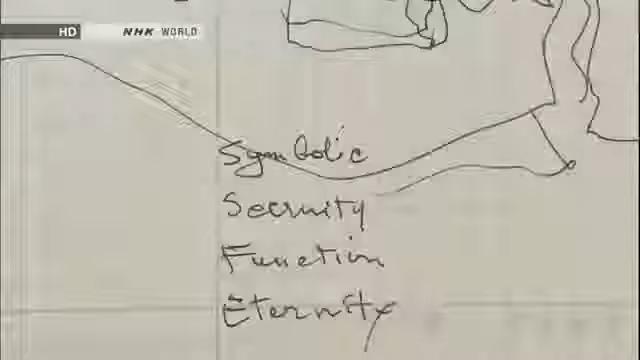 HD NHK WORLD
Symbolic
Security
Function
Eternity